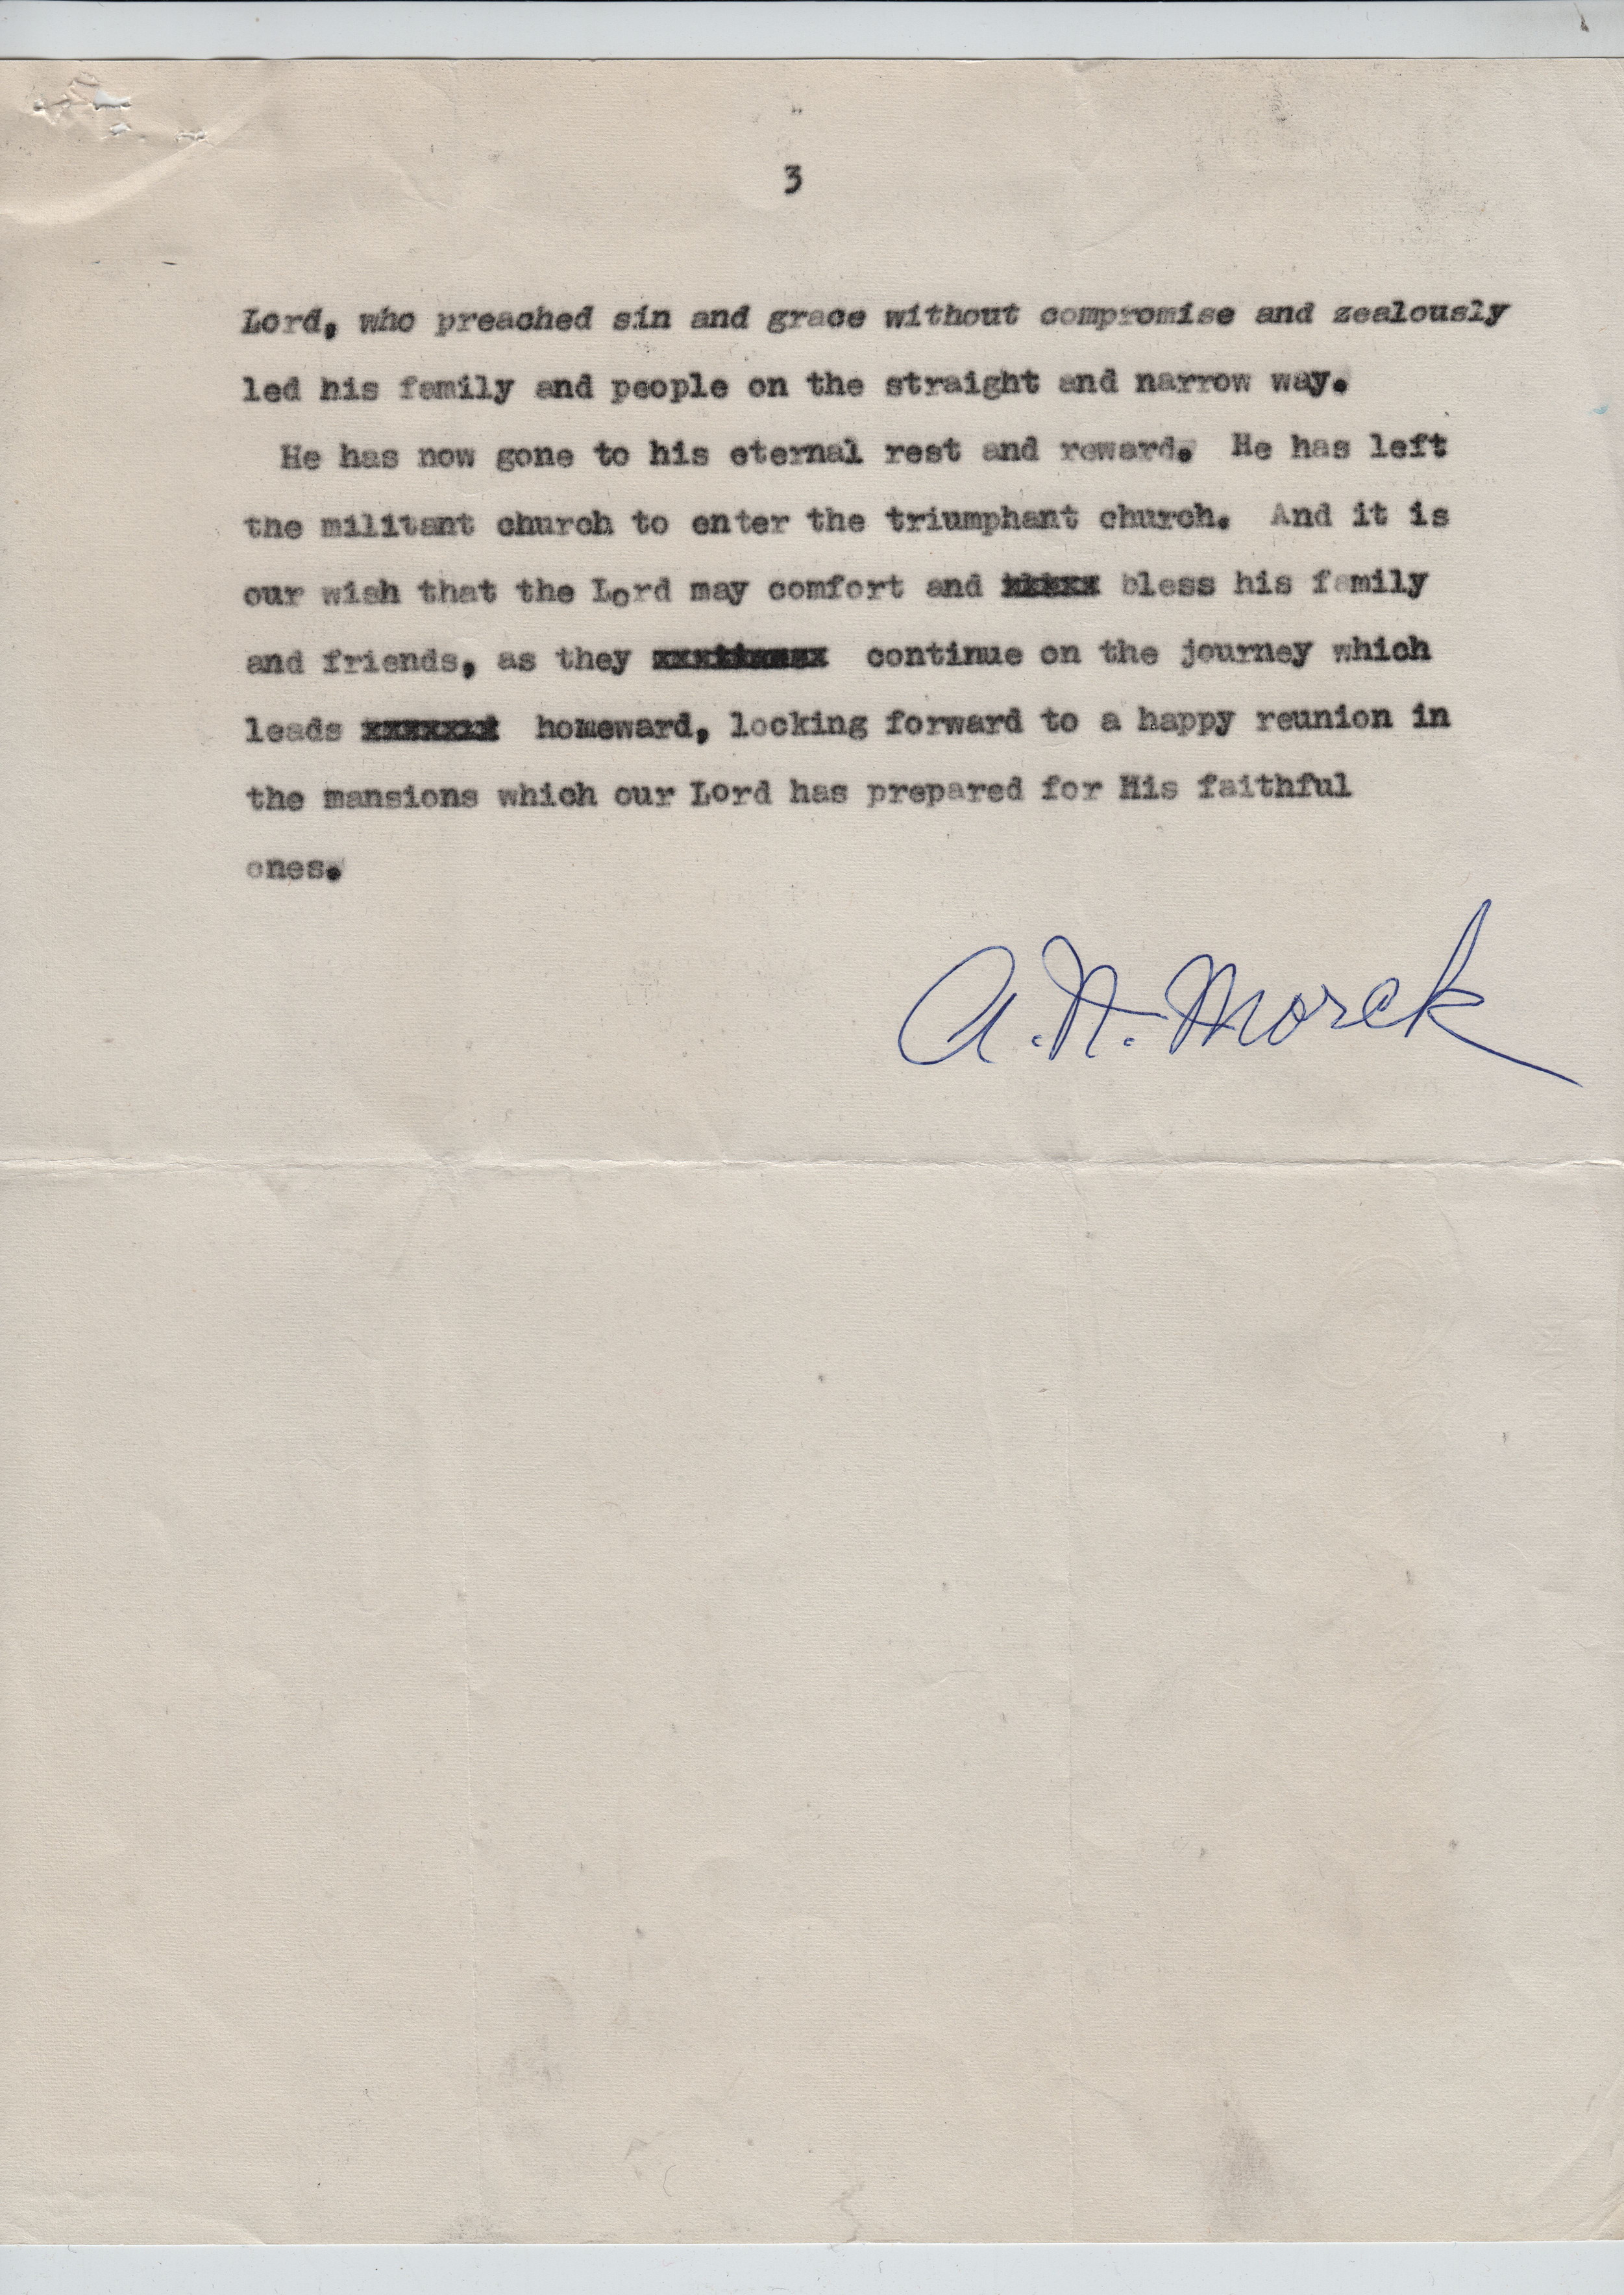 3
Lord, who preached sin and grace without compromise and zealously
led his family and people on the straight and narrow way.
He has now gone to his eternal rest and reward. He has left
the militant church to enter the triumphant church. And it is
our wish that the Lord may comfort and bless his family
and friends, as they continue on the journey which
leads homeward, looking forward to a happy reunion in
the mansions which our Lord has prepared for His faithful
ones.
A. N. Morck